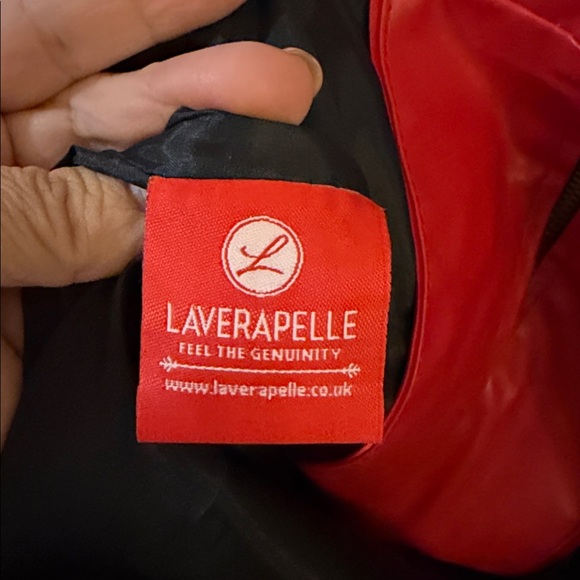 L
LAVERAPELLE
FEEL THE GENUINITY
www.laverapelle.co.uk